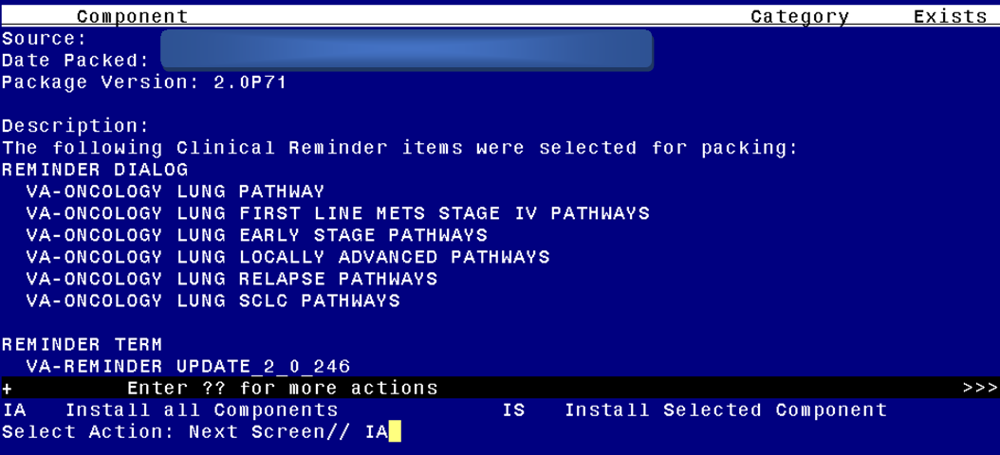 Component Category Exists
Source:
Date Packed:
Package Version: 2.0P71
Description:
The following Clinical Reminder items were selected for packing:
REMINDER DIALOG
VA-ONCOLOGY LUNG PATHWAY
VA-ONCOLOGY LUNG FIRST LINE METS STAGE IV PATHWAYS
VA-ONCOLOGY LUNG EARLY STAGE PATHWAYS
VA-ONCOLOGY LUNG LOCALLY ADVANCED PATHWAYS
VA-ONCOLOGY LUNG RELAPSE PATHWAYS
VA-ONCOLOGY LUNG SCLC PATHWAYS
REMINDER TERM
VA-REMINDER UPDATE_2_0_246
+ Enter ?? for more actions >>>
IA Install all Components IS Install Selected Component
Select Action: Next Screen// IA